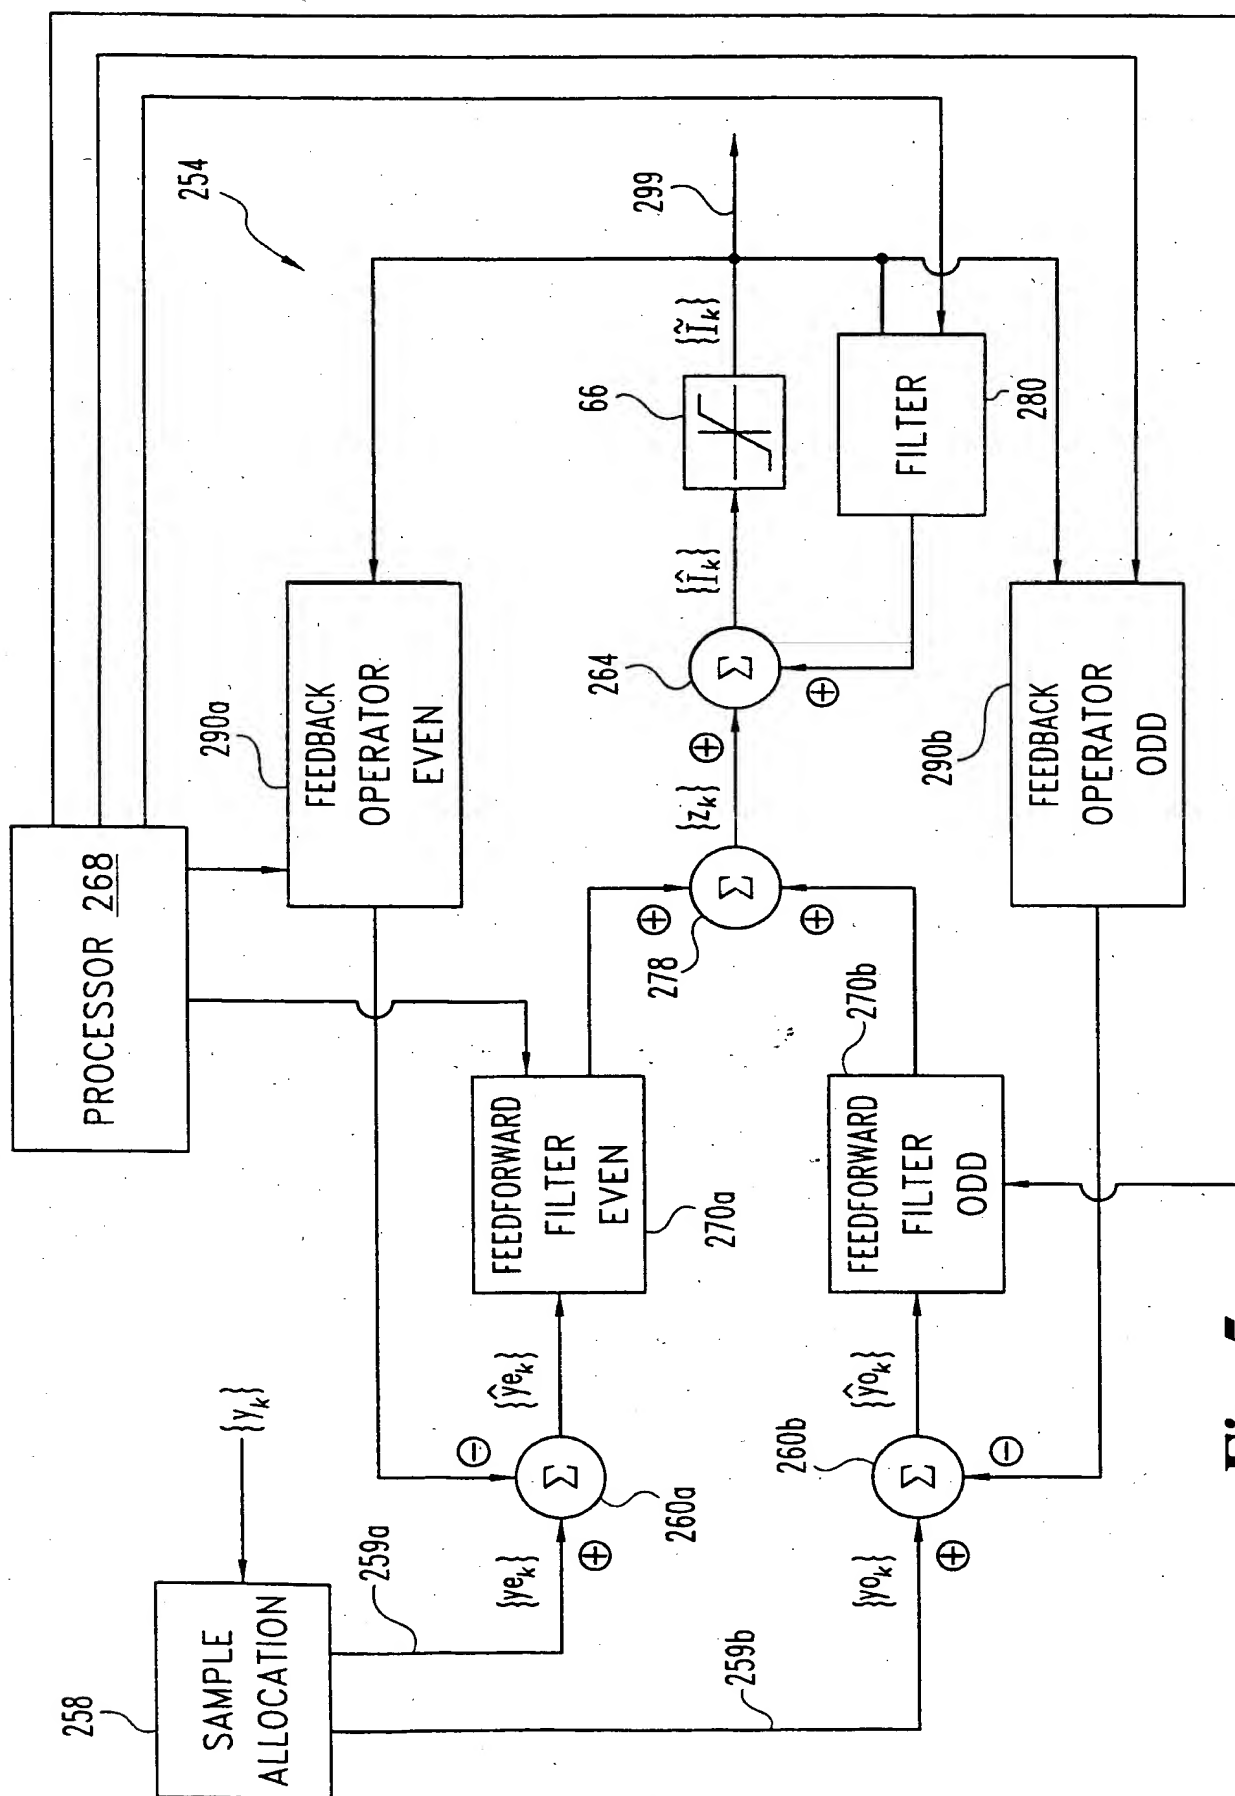 PROCESSOR 268
254
299
290a
FEEDBACK
OPERATOR
EVEN
66
{Ĩk}
{Îk}
FILTER
280
264
Σ
⊕
⊕
{zk}
290b
FEEDBACK
OPERATOR
ODD
⊕
Σ
⊕
278
FEEDFORWARD
FILTER
EVEN
270a
270b
FEEDFORWARD
FILTER
ODD
{yk}
258
SAMPLE
ALLOCATION
259a
259b
{yek}
⊕
⊖
Σ
260a
{ŷek}
{yok}
⊕
⊖
Σ
260b
{ŷok}